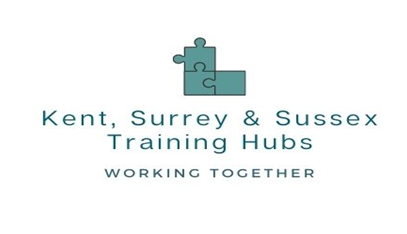 Kent, Surrey & Sussex
Training Hubs
WORKING TOGETHER